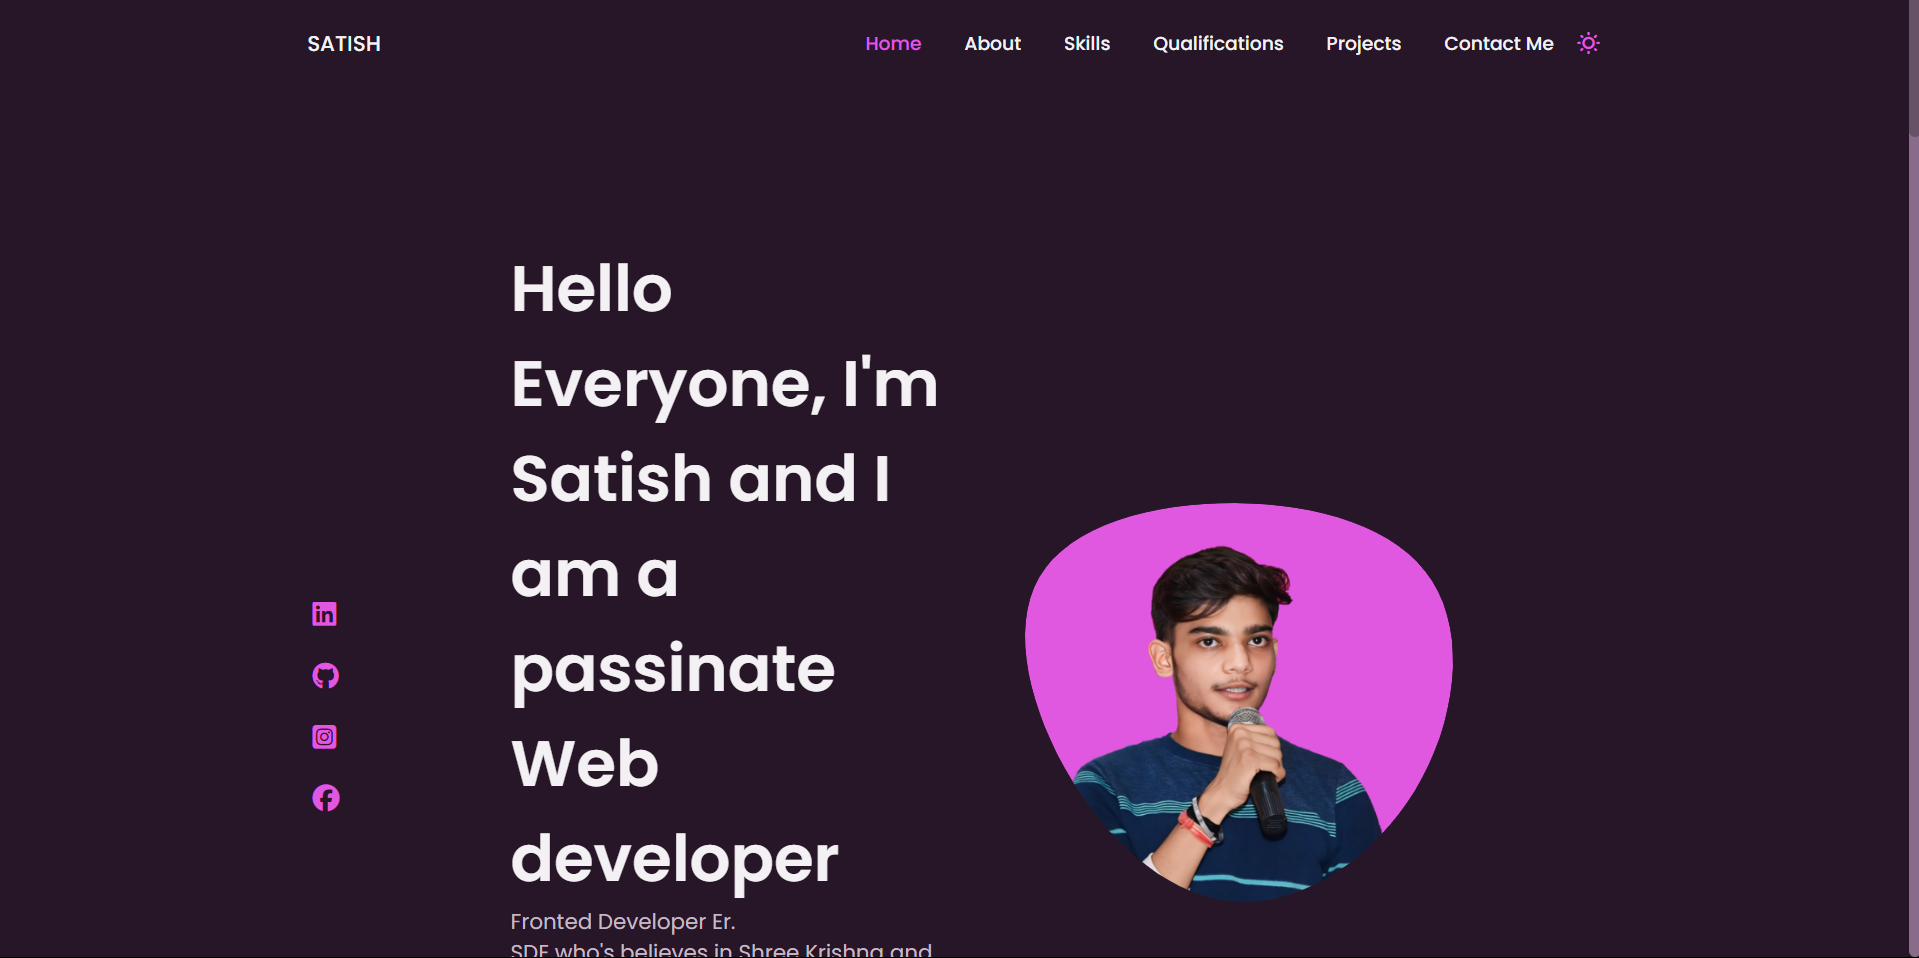 SATISH
Home About Skills Qualifications Projects Contact Me
Hello
Everyone, I'm
Satish and I
am a
passinate
Web
developer
Fronted Developer Er.
SDE who's believes in Shree Krishna and